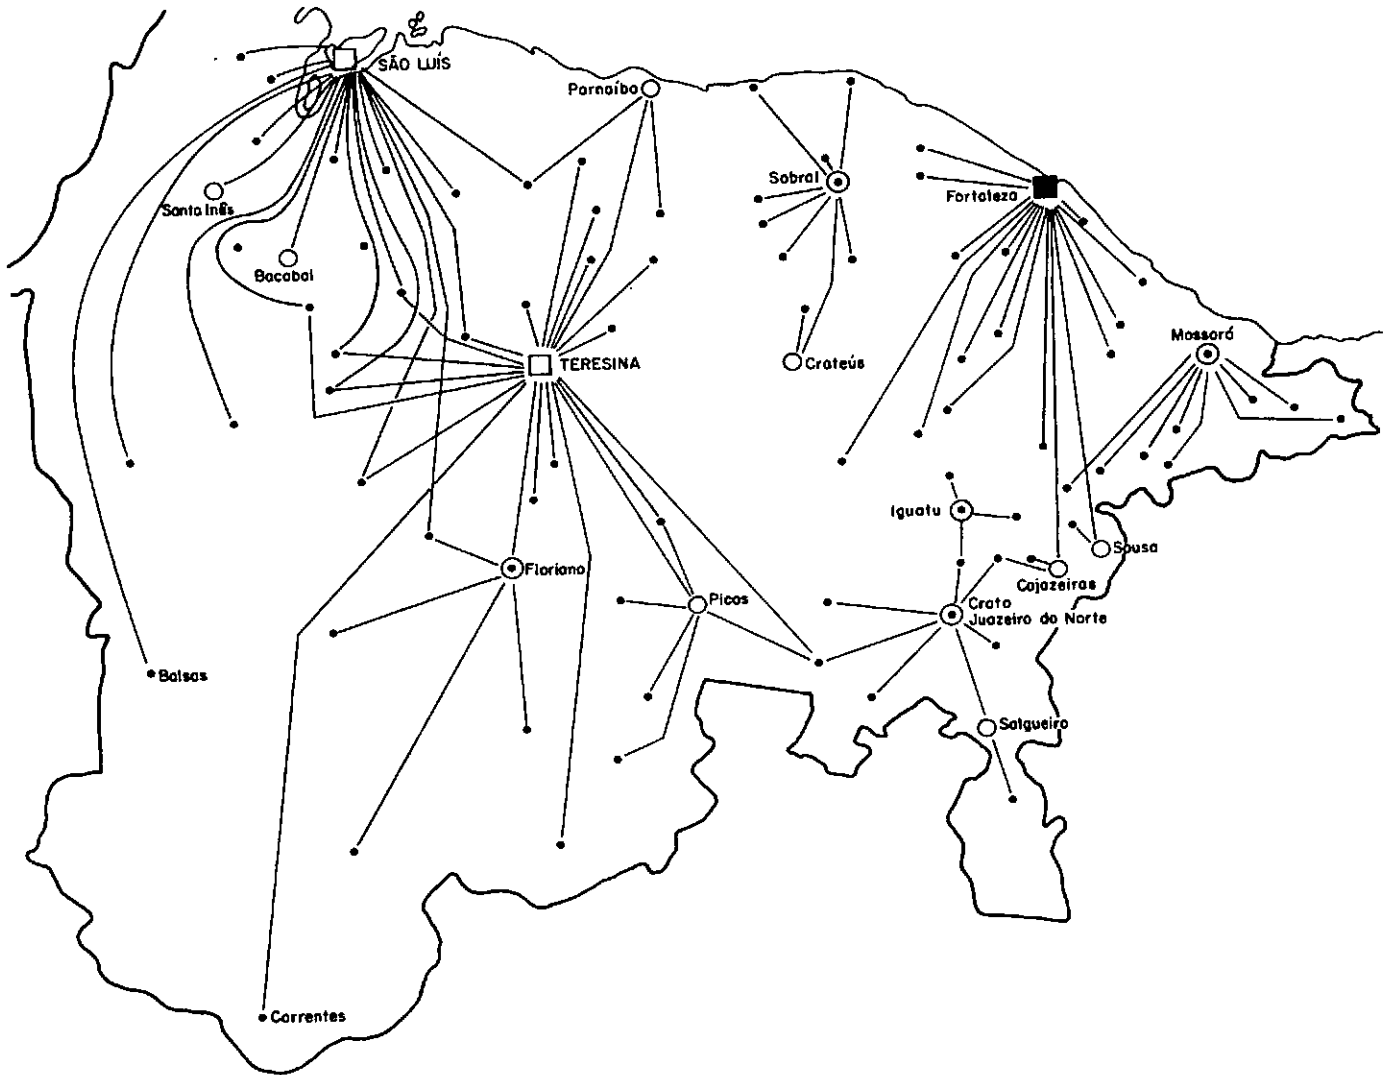 SÃO LUÍS
Parnaíba
Sobral
Fortaleza
Santa Inês
Bacabal
Mossoró
TERESINA
Crateús
Iguatu
Sousa
Floriano
Cajazeiras
Picos
Crato
Juazeiro do Norte
Balsas
Salgueiro
Correntes